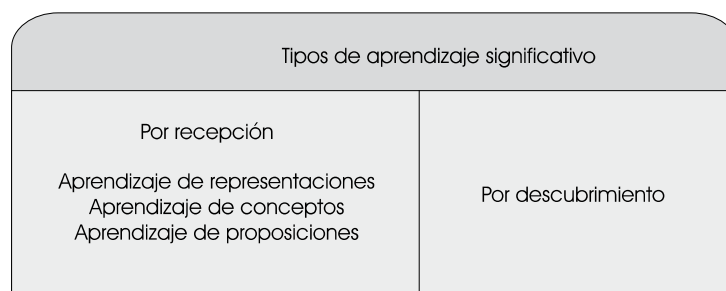 Tipos de aprendizaje significativo
Por recepción
Aprendizaje de representaciones
Aprendizaje de conceptos
Aprendizaje de proposiciones
Por descubrimiento